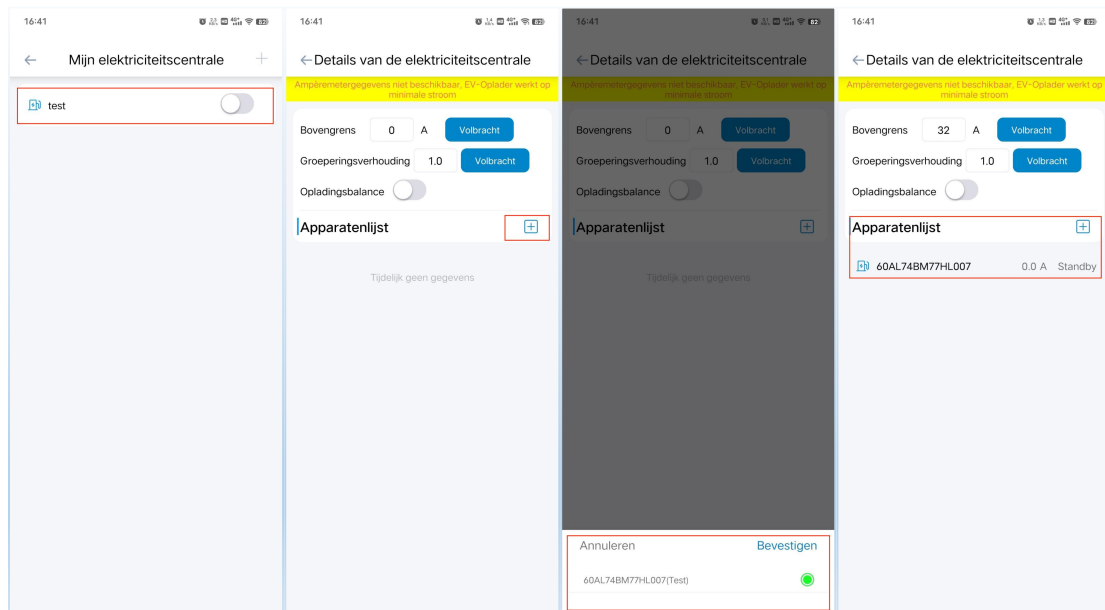 16:41
Mijn elektriciteitscentrale
test
16:41
Details van de elektriciteitscentrale
Ampèremetergegevens niet beschikbaar, EV-Oplader werkt op
minimale stroom
Bovengrens 0 A Volbracht
Groeperingsverhouding 1.0 Volbracht
Opladingsbalance
Apparatenlijst
Tijdelijk geen gegevens
16:41
Details van de elektriciteitscentrale
Ampèremetergegevens niet beschikbaar, EV-Oplader werkt op
minimale stroom
Bovengrens 0 A Volbracht
Groeperingsverhouding 1.0 Volbracht
Opladingsbalance
Apparatenlijst
Tijdelijk geen gegevens
Annuleren Bevestigen
60AL74BM77HL007(Test)
16:41
Details van de elektriciteitscentrale
Ampèremetergegevens niet beschikbaar, EV-Oplader werkt op
minimale stroom
Bovengrens 32 A Volbracht
Groeperingsverhouding 1.0 Volbracht
Opladingsbalance
Apparatenlijst
60AL74BM77HL007 0.0 A Standby